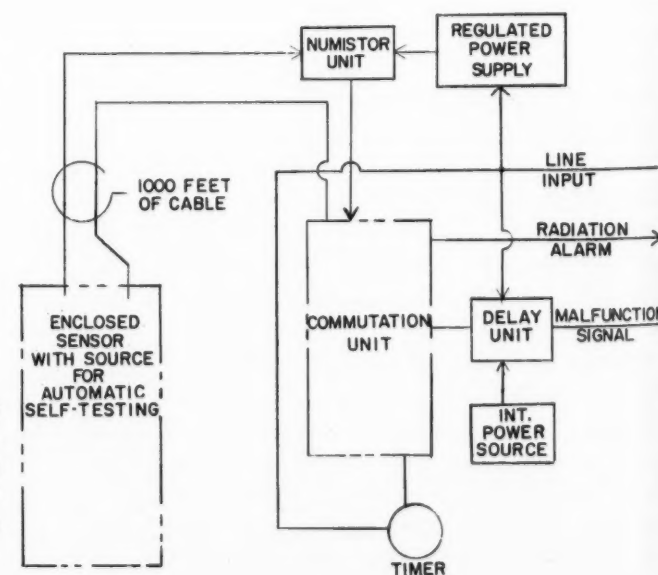 NUMISTOR
UNIT
REGULATED
POWER
SUPPLY
1000 FEET
OF CABLE
LINE
INPUT
RADIATION
ALARM
ENCLOSED
SENSOR
WITH SOURCE
FOR
AUTOMATIC
SELF-TESTING
COMMUTATION
UNIT
DELAY
UNIT
MALFUNCTION
SIGNAL
INT.
POWER
SOURCE
TIMER